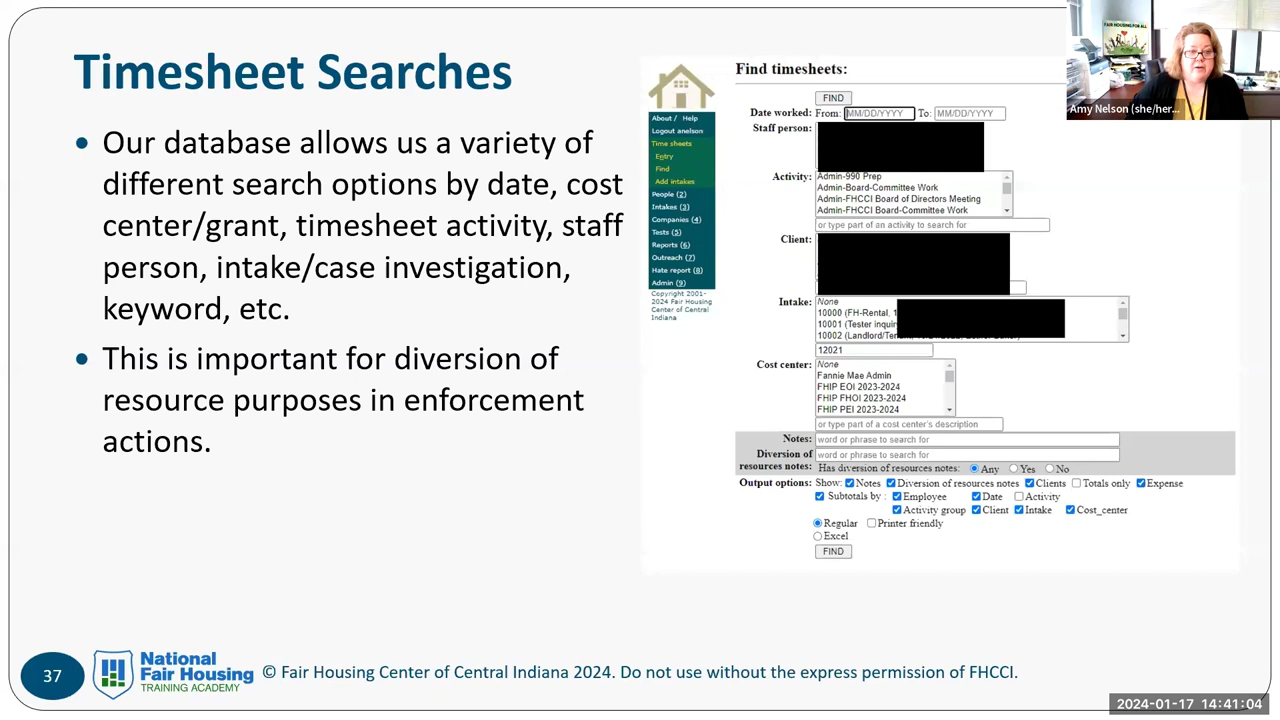 Timesheet Searches
• Our database allows us a variety of
different search options by date, cost
center/grant, timesheet activity, staff
person, intake/case investigation,
keyword, etc.
• This is important for diversion of
resource purposes in enforcement
actions.
About / Help
Logout anelson
Time sheets
Entry
Find
Add intakes
People (2)
Intakes (3)
Companies (4)
Tests (5)
Reports (6)
Outreach (7)
Hate report (8)
Admin (9)
Copyright 2001-
2024 Fair Housing
Center of Central
Indiana
Find timesheets:
FIND
Date worked: From: MM/DD/YYYY To: MM/DD/YYYY
Staff person:
Activity: Admin-990 Prep
Admin-Board-Committee Work
Admin-FHCCI Board of Directors Meeting
Admin-FHCCI Board-Committee Work
or type part of an activity to search for
Client:
Intake: None
10000 (FH-Rental, 1
10001 (Tester inquir
10002 (Landlord/Ten
12021
Cost center: None
Fannie Mae Admin
FHIP EOI 2023-2024
FHIP FHOI 2023-2024
FHIP PEI 2023-2024
or type part of a cost center's description
Notes: word or phrase to search for
Diversion of word or phrase to search for
resources notes: Has diversion of resources notes: Any Yes No
Output options: Show: Notes Diversion of resources notes Clients Totals only Expense
Subtotals by : Employee Date Activity
Activity group Client Intake Cost_center
Regular Printer friendly
Excel
FIND
FAIR HOUSING FOR ALL
Amy Nelson (she/her...
37
National
Fair Housing
TRAINING ACADEMY
© Fair Housing Center of Central Indiana 2024. Do not use without the express permission of FHCCI.
2024-01-17 14:41:04